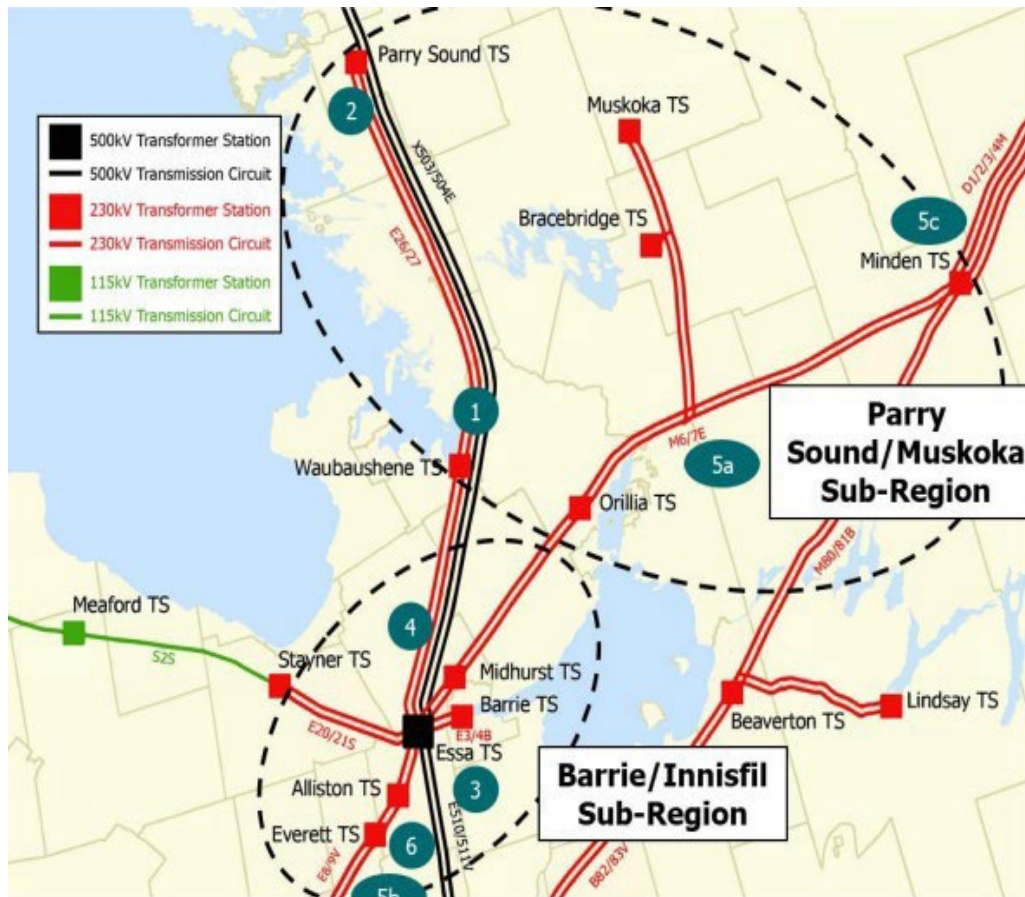 Parry Sound TS
2
Muskoka TS
500kV Transformer Station
500kV Transmission Circuit
230kV Transformer Station
230kV Transmission Circuit
115kV Transformer Station
115kV Transmission Circuit
X503/504E
D1/2/3/4M
E26/27
Bracebridge TS
5c
Minden TS
1
Parry
Sound/Muskoka
Sub-Region
M6/7E
5a
Waubaushene TS
Orillia TS
M80/81B
Meaford TS
S2S
4
Stayner TS
Midhurst TS
Barrie TS
E3/4B
E20/21S
Essa TS
Lindsay TS
Beaverton TS
Alliston TS
3
Barrie/Innisfil
Sub-Region
E510/511V
Everett TS
6
E8/9V
B82/83V
5b